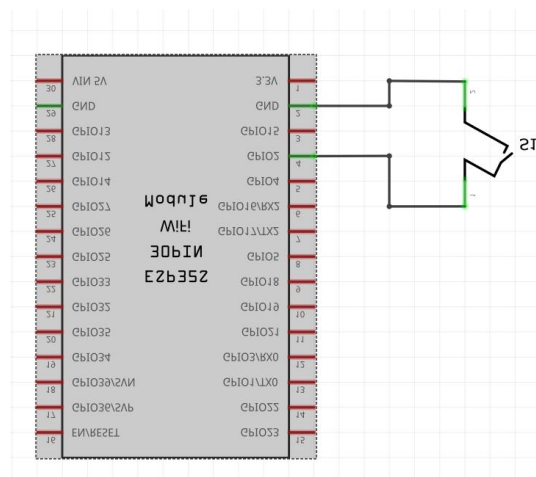 VIN 5V
30
GND
29
GPIO13
28
GPIO12
27
GPIO14
26
GPIO27
25
GPIO26
24
GPIO25
23
GPIO33
22
GPIO32
21
GPIO35
20
GPIO34
19
GPIO39/SVN
18
GPIO36/SVP
17
EN/RESET
16
Module
WiFi
30PIN
ESP32S
3.3V
1
GND
2
GPIO15
3
GPIO2
4
GPIO4
5
GPIO16/RX2
6
GPIO17/TX2
7
GPIO5
8
GPIO18
9
GPIO19
10
GPIO21
11
GPIO3/RX0
12
GPIO1/TX0
13
GPIO22
14
GPIO23
15
2
S1
1